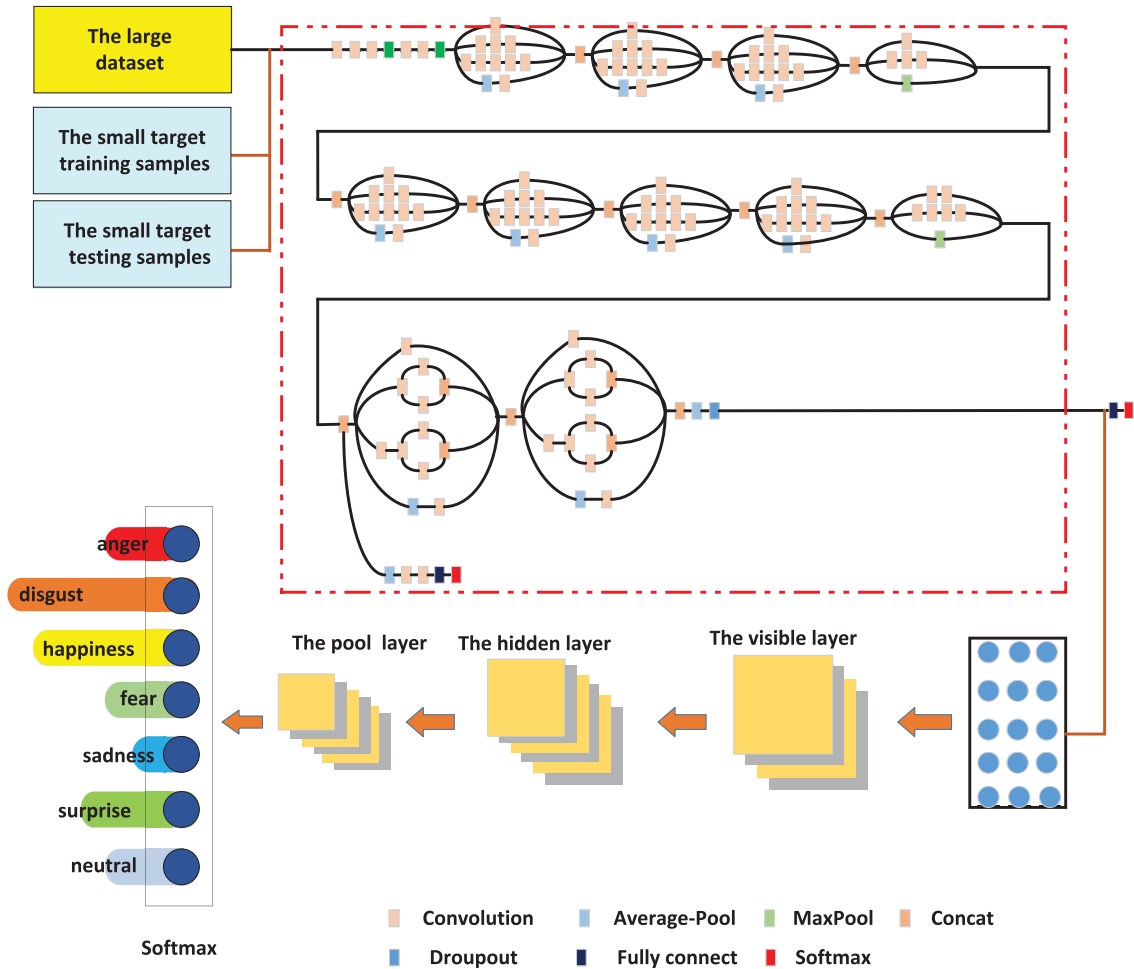 The large
dataset
The small target
training samples
The small target
testing samples
The pool layer
The hidden layer
The visible layer
anger
disgust
happiness
fear
sadness
surprise
neutral
Softmax
Convolution
Average-Pool
MaxPool
Concat
Droupout
Fully connect
Softmax